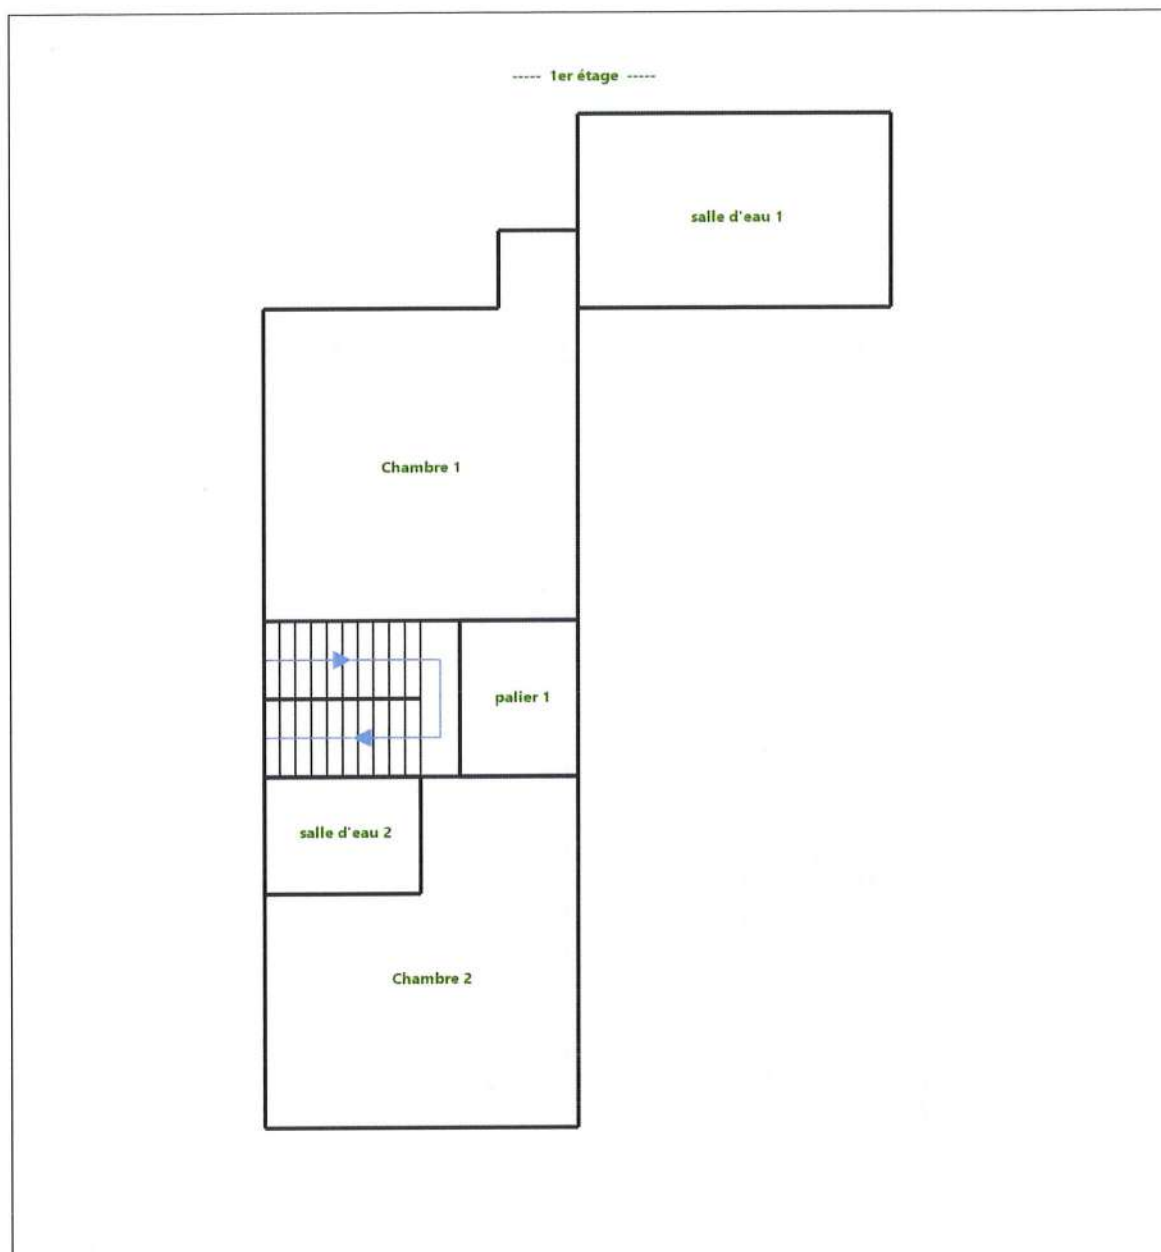 ----- 1er étage -----
salle d'eau 1
Chambre 1
palier 1
salle d'eau 2
Chambre 2